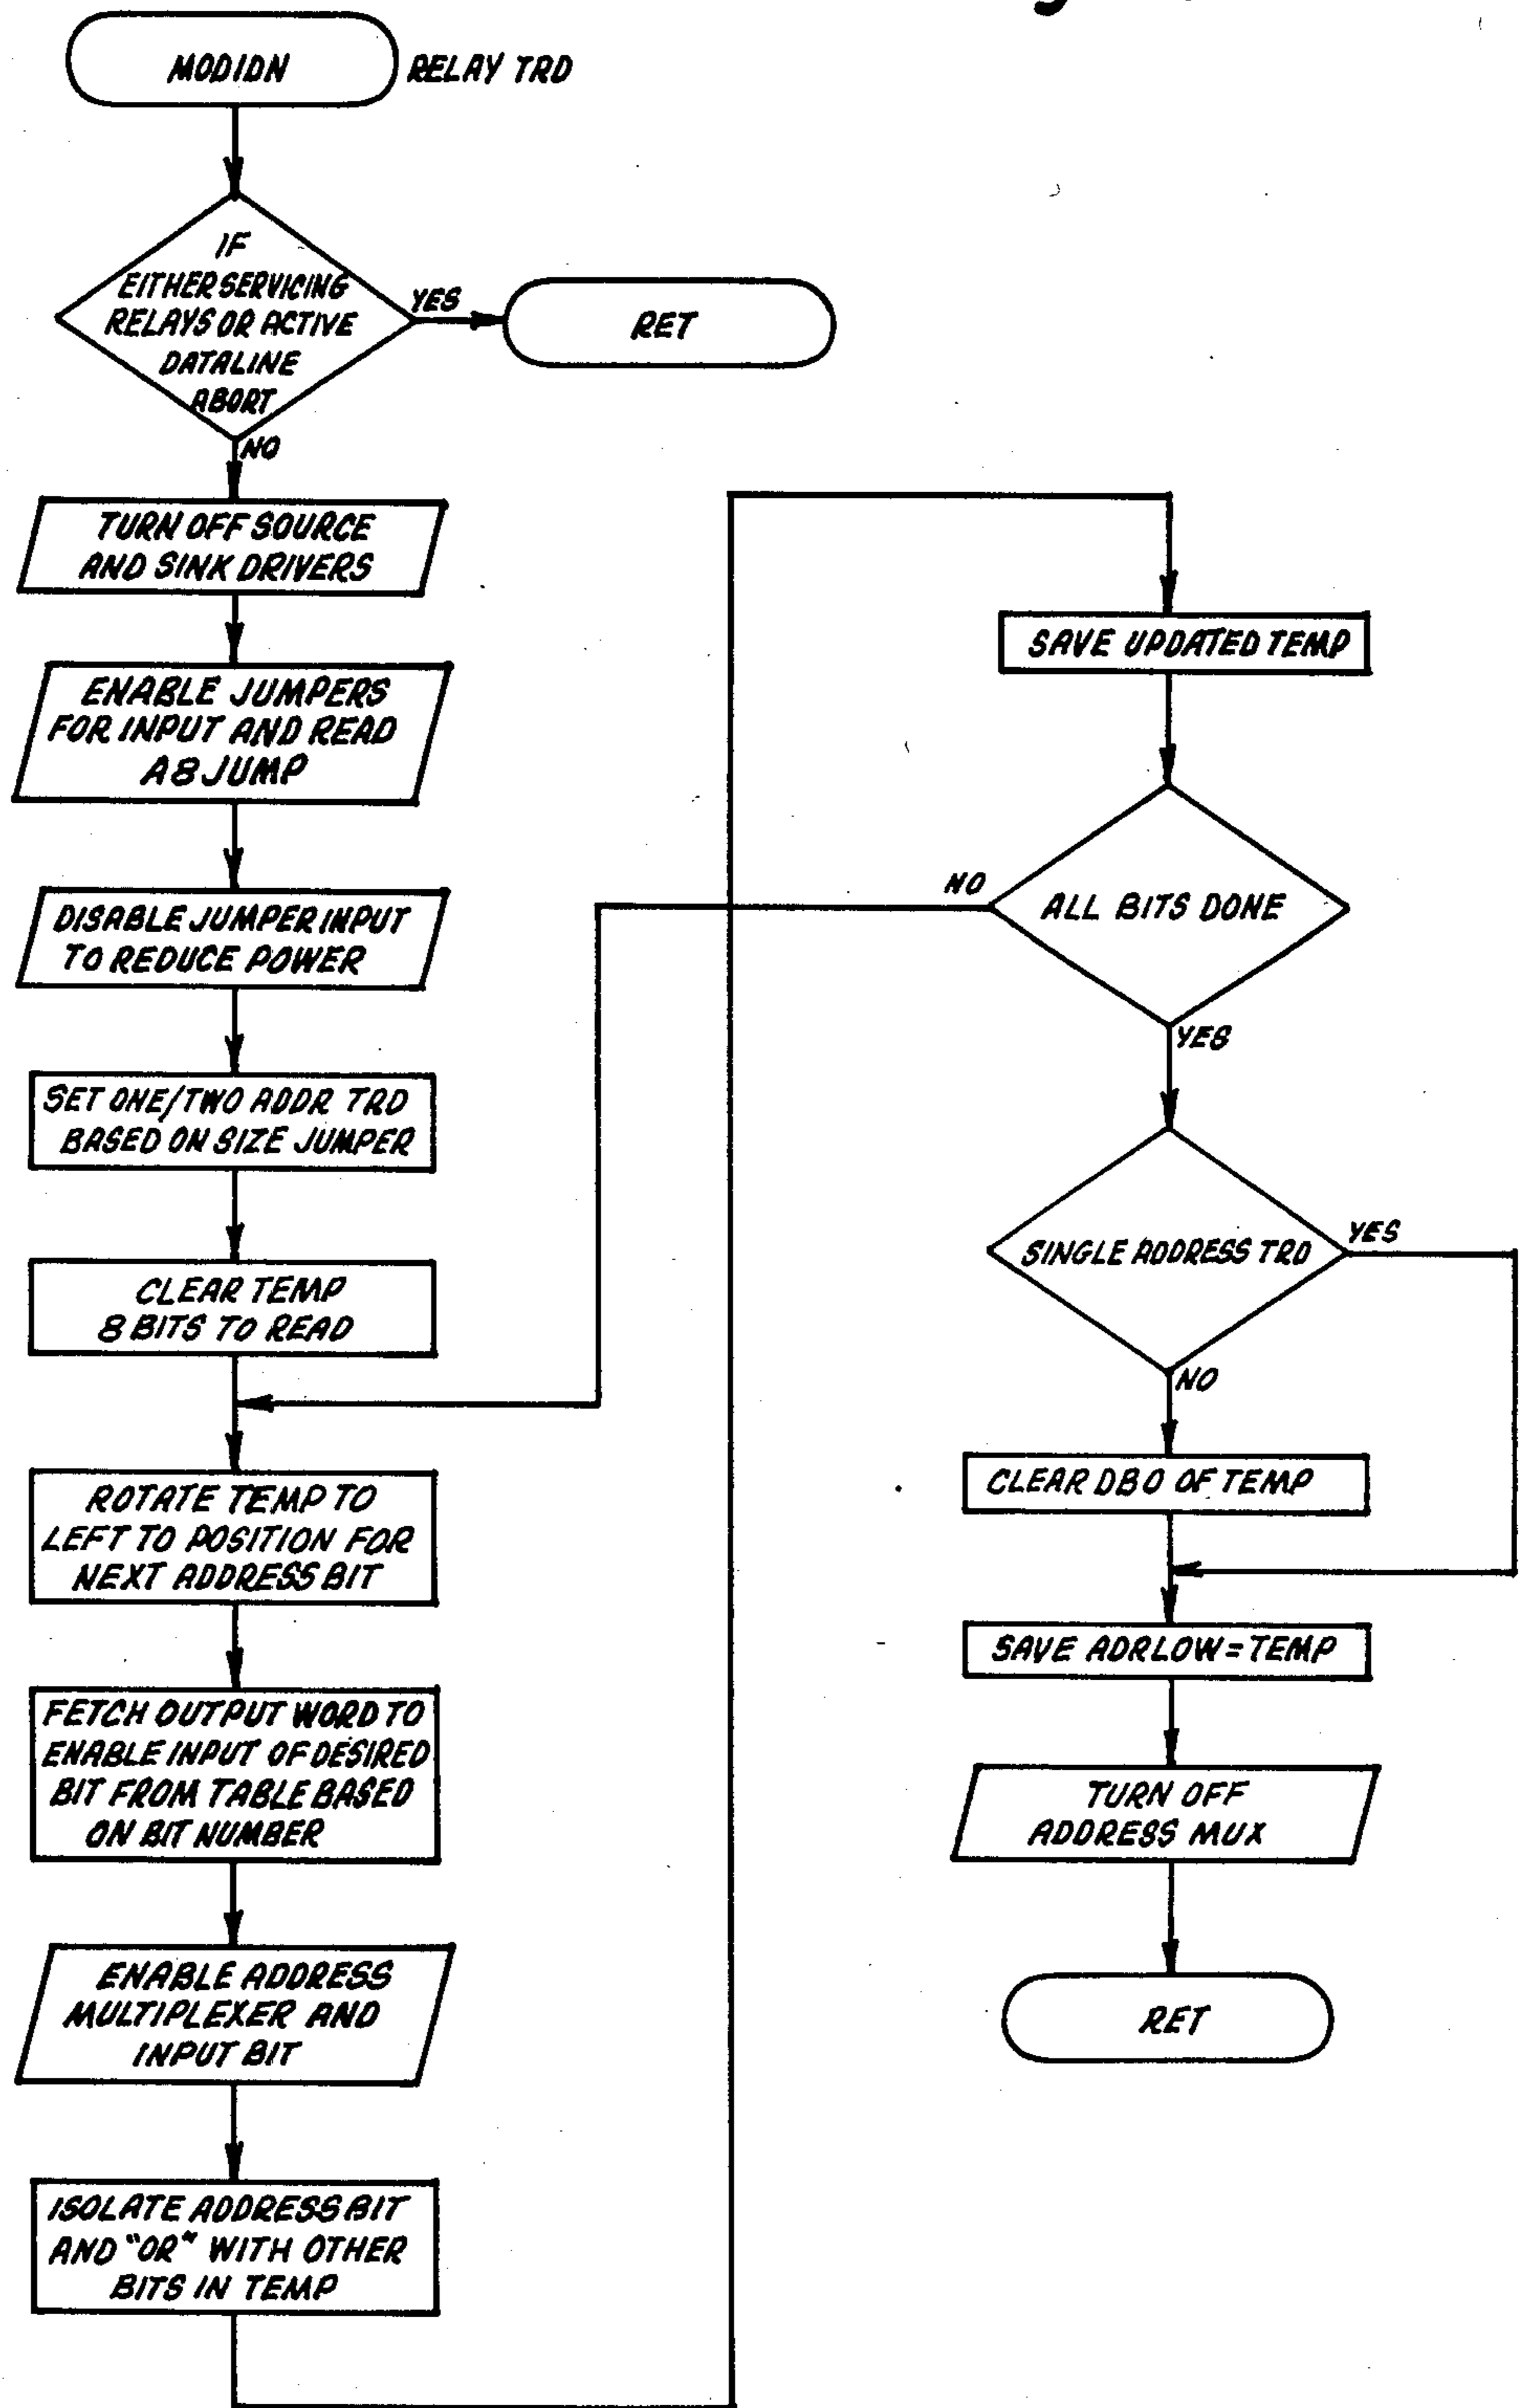 MODIDN
RELAY TRD
IF
EITHER SERVICING
RELAYS OR ACTIVE
DATALINE
ABORT
YES
RET
NO
TURN OFF SOURCE
AND SINK DRIVERS
ENABLE JUMPERS
FOR INPUT AND READ
A8 JUMP
DISABLE JUMPER INPUT
TO REDUCE POWER
SET ONE/TWO ADDR TRD
BASED ON SIZE JUMPER
CLEAR TEMP
8 BITS TO READ
ROTATE TEMP TO
LEFT TO POSITION FOR
NEXT ADDRESS BIT
FETCH OUTPUT WORD TO
ENABLE INPUT OF DESIRED
BIT FROM TABLE BASED
ON BIT NUMBER
ENABLE ADDRESS
MULTIPLEXER AND
INPUT BIT
ISOLATE ADDRESS BIT
AND "OR" WITH OTHER
BITS IN TEMP
SAVE UPDATED TEMP
NO
ALL BITS DONE
YES
SINGLE ADDRESS TRD
YES
NO
CLEAR DBO OF TEMP
SAVE ADRLOW = TEMP
TURN OFF
ADDRESS MUX
RET